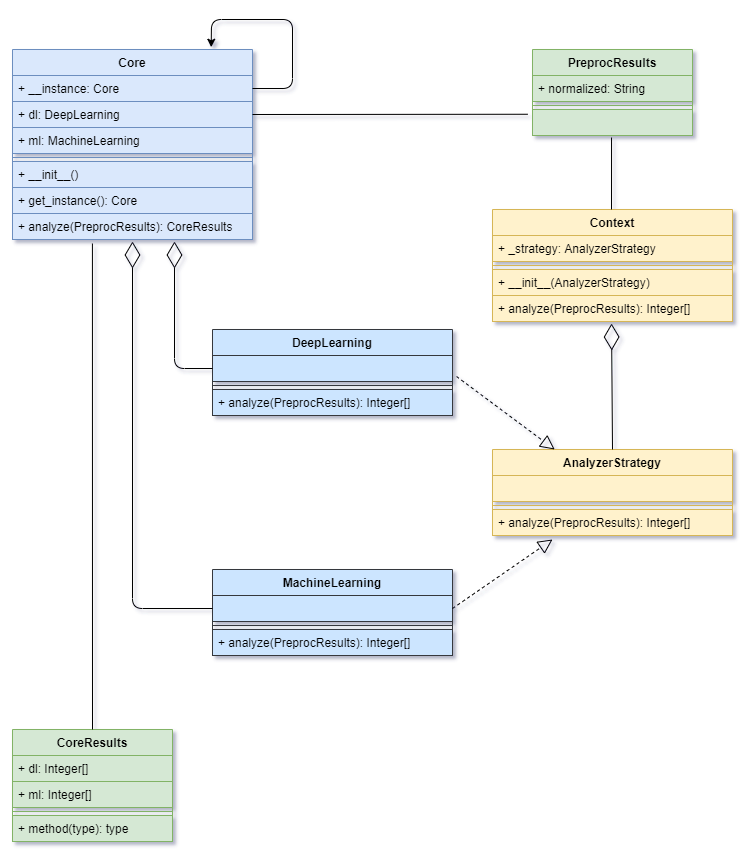 Core
+ __instance: Core
+ dl: DeepLearning
+ ml: MachineLearning
+ __init__()
+ get_instance(): Core
+ analyze(PreprocResults): CoreResults
PreprocResults
+ normalized: String
Context
+ _strategy: AnalyzerStrategy
+ __init__(AnalyzerStrategy)
+ analyze(PreprocResults): Integer[]
DeepLearning
+ analyze(PreprocResults): Integer[]
AnalyzerStrategy
+ analyze(PreprocResults): Integer[]
MachineLearning
+ analyze(PreprocResults): Integer[]
CoreResults
+ dl: Integer[]
+ ml: Integer[]
+ method(type): type